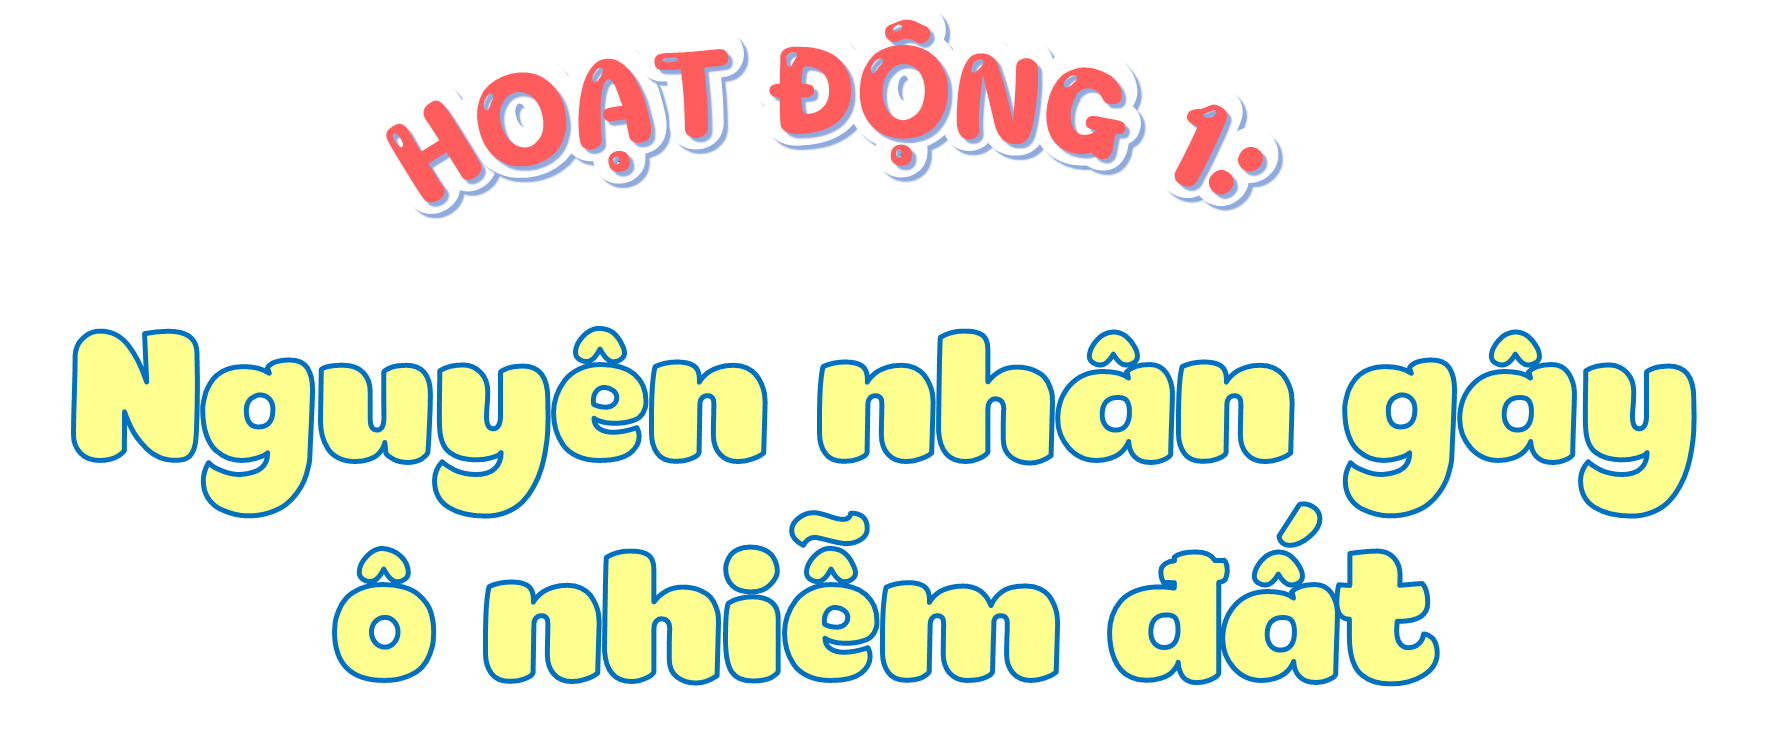 HOẠT ĐỘNG 1:
Nguyên nhân gây
ô nhiễm đất